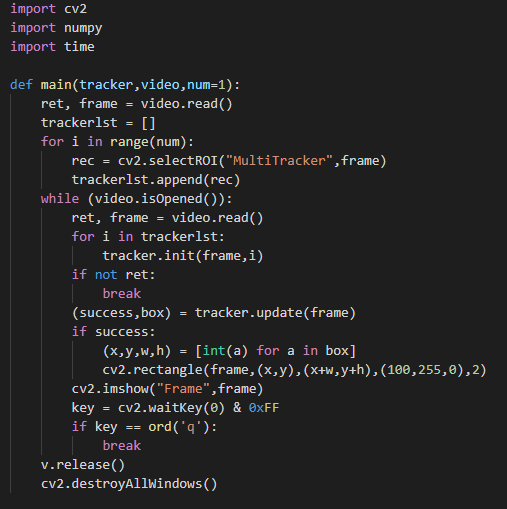 import cv2
import numpy
import time

def main(tracker,video,num=1):
    ret, frame = video.read()
    trackerlst = []
    for i in range(num):
        rec = cv2.selectROI("MultiTracker",frame)
        trackerlst.append(rec)
    while (video.isOpened()):
        ret, frame = video.read()
        for i in trackerlst:
            tracker.init(frame,i)
        if not ret:
            break
        (success,box) = tracker.update(frame)
        if success:
            (x,y,w,h) = [int(a) for a in box]
            cv2.rectangle(frame,(x,y),(x+w,y+h),(100,255,0),2)
        cv2.imshow("Frame",frame)
        key = cv2.waitKey(0) & 0xFF
        if key == ord('q'):
            break
    v.release()
    cv2.destroyAllWindows()